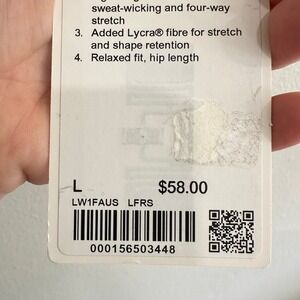 sweat-wicking and four-way
stretch
3. Added Lycra® fibre for stretch
and shape retention
4. Relaxed fit, hip length
L $58.00
LW1FAUS LFRS
000156503448